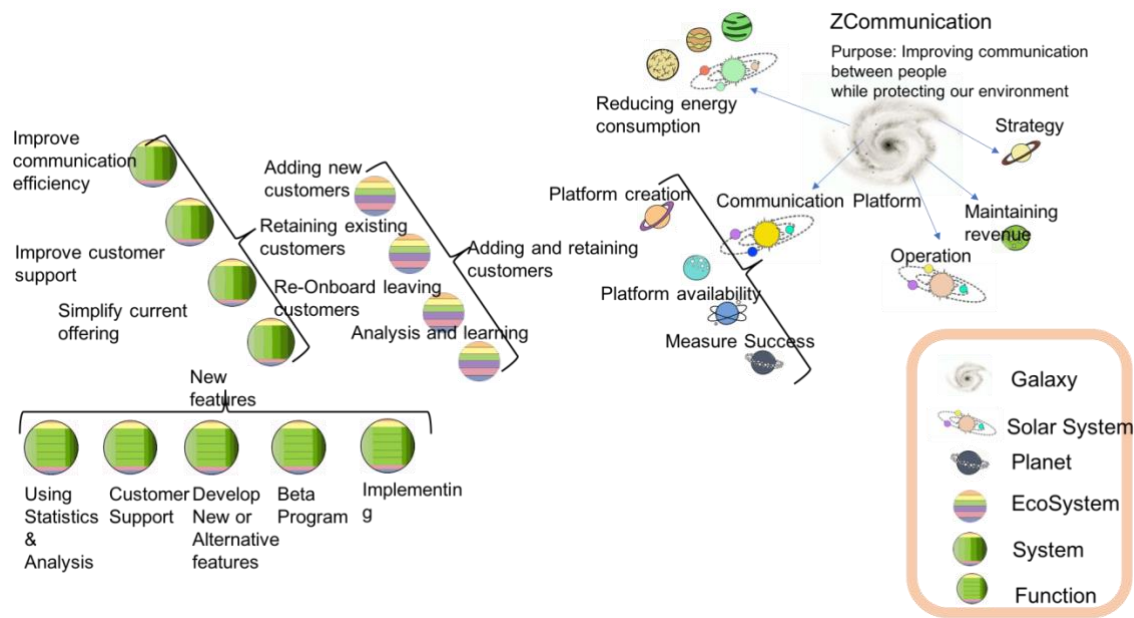 ZCommunication
Purpose: Improving communication
between people
while protecting our environment
Reducing energy
consumption
Strategy
Improve
communication
efficiency
Adding new
customers
Platform creation
Communication Platform
Maintaining
revenue
Retaining existing
customers
Adding and retaining
customers
Improve customer
support
Operation
Re-Onboard leaving
customers
Platform availability
Simplify current
offering
Analysis and learning
Measure Success
New
features
Using
Statistics
&
Analysis
Customer
Support
Develop
New or
Alternative
features
Beta
Program
Implementin
g
Galaxy
Solar System
Planet
EcoSystem
System
Function